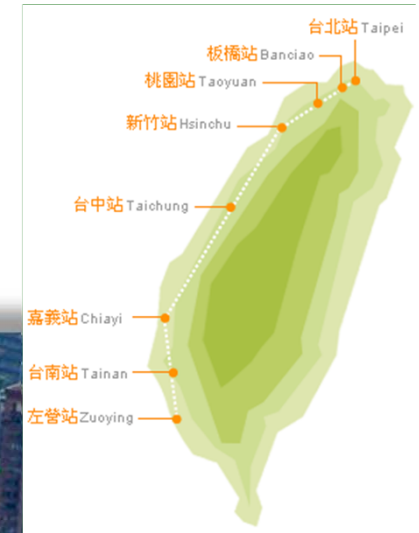 台北站 Taipei
板橋站 Banciao
桃園站 Taoyuan
新竹站 Hsinchu
台中站 Taichung
嘉義站 Chiayi
台南站 Tainan
左營站 Zuoying